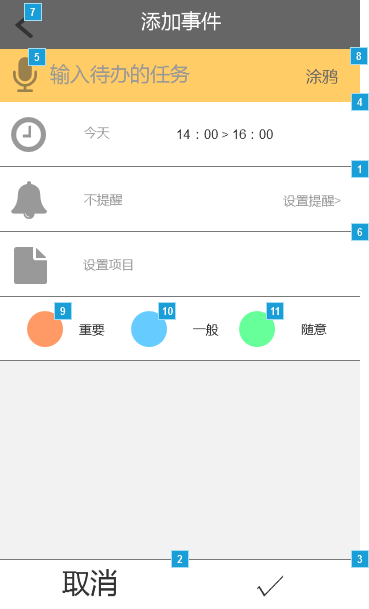 7
添加事件
5
8
输入待办的任务 涂鸦
4
今天 14：00 > 16：00
1
不提醒 设置提醒>
6
设置项目
9 10 11
重要 一般 随意
2 3
取消